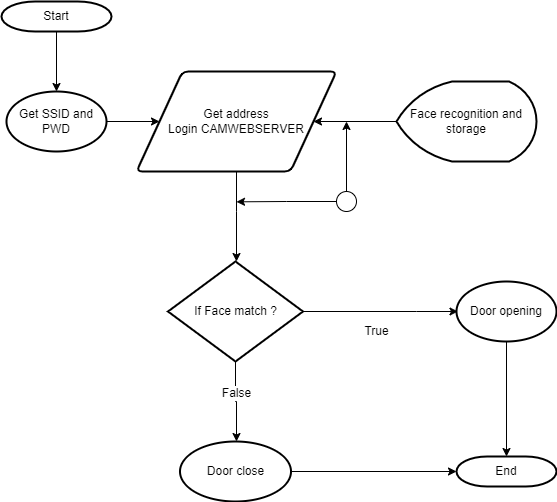 Start
Get SSID and
PWD
Get address
Login CAMWEBSERVER
Face recognition and
storage
If Face match ?
True
Door opening
False
Door close
End